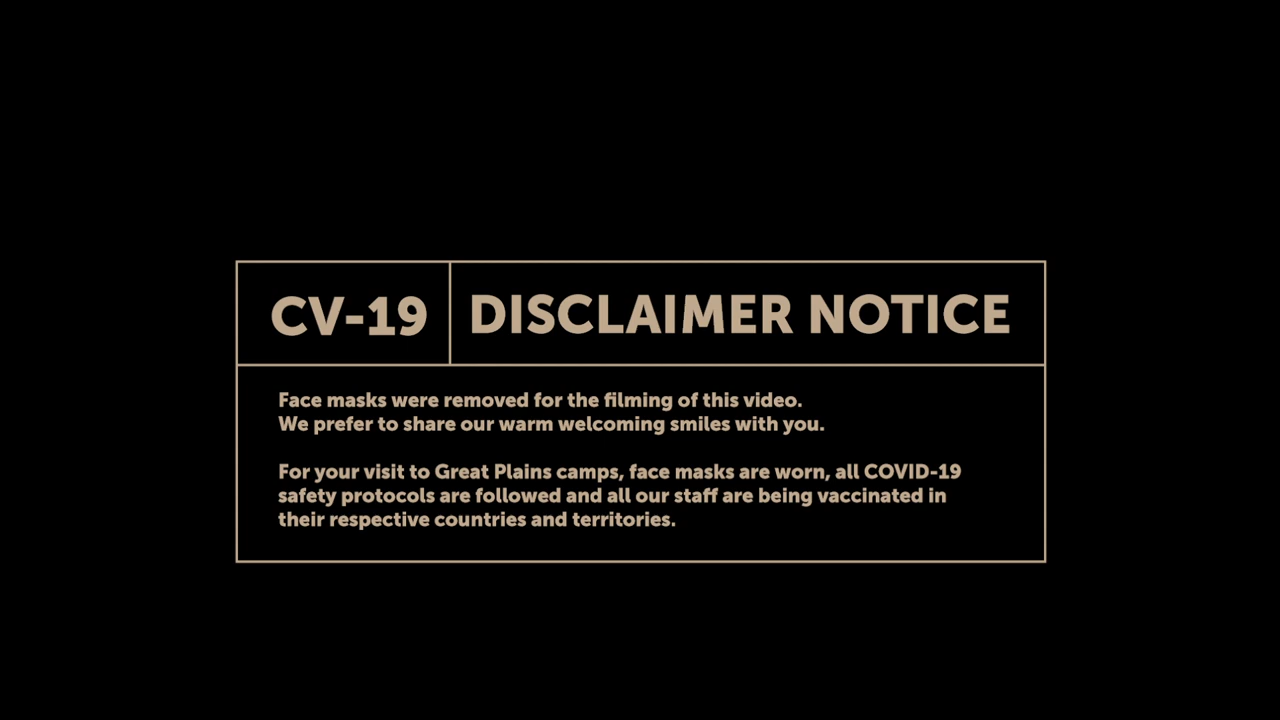 CV-19 DISCLAIMER NOTICE
Face masks were removed for the filming of this video.
We prefer to share our warm welcoming smiles with you.
For your visit to Great Plains camps, face masks are worn, all COVID-19
safety protocols are followed and all our staff are being vaccinated in
their respective countries and territories.